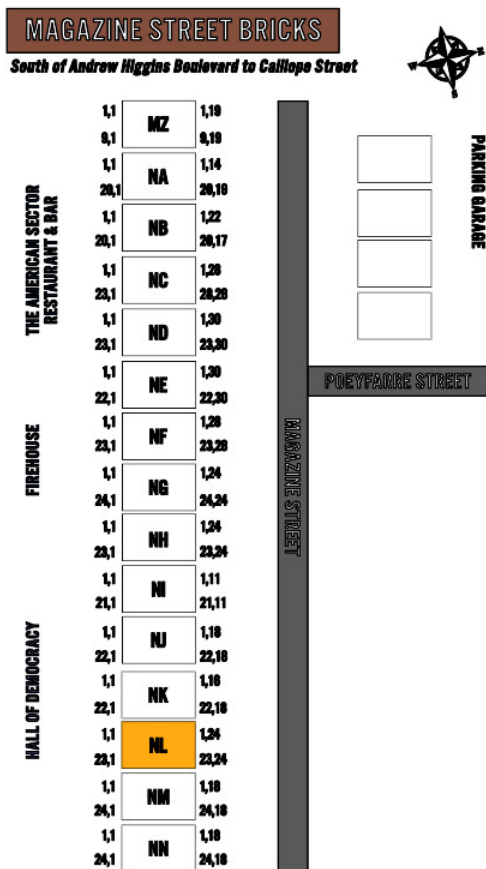 MAGAZINE STREET BRICKS
South of Andrew Higgins Boulevard to Calliope Street
1,1 MZ 1,19
9,1 9,19
1,1 NA 1,14
20,1 20,18
1,1 NB 1,22
20,1 20,17
1,1 NC 1,28
23,1 28,28
1,1 ND 1,30
23,1 23,30
1,1 NE 1,30
22,1 22,30
1,1 NF 1,28
23,1 23,28
1,1 NG 1,24
24,1 24,24
1,1 NH 1,24
23,1 23,24
1,1 NI 1,11
21,1 21,11
1,1 NJ 1,18
22,1 22,18
1,1 NK 1,16
22,1 22,18
1,1 NL 1,24
23,1 23,24
1,1 NM 1,18
24,1 24,18
1,1 NN 1,18
24,1 24,18
THE AMERICAN SECTOR
RESTAURANT & BAR
FIREHOUSE
HALL OF DEMOCRACY
MAGAZINE STREET
POEYFARRE STREET
PARKING GARAGE